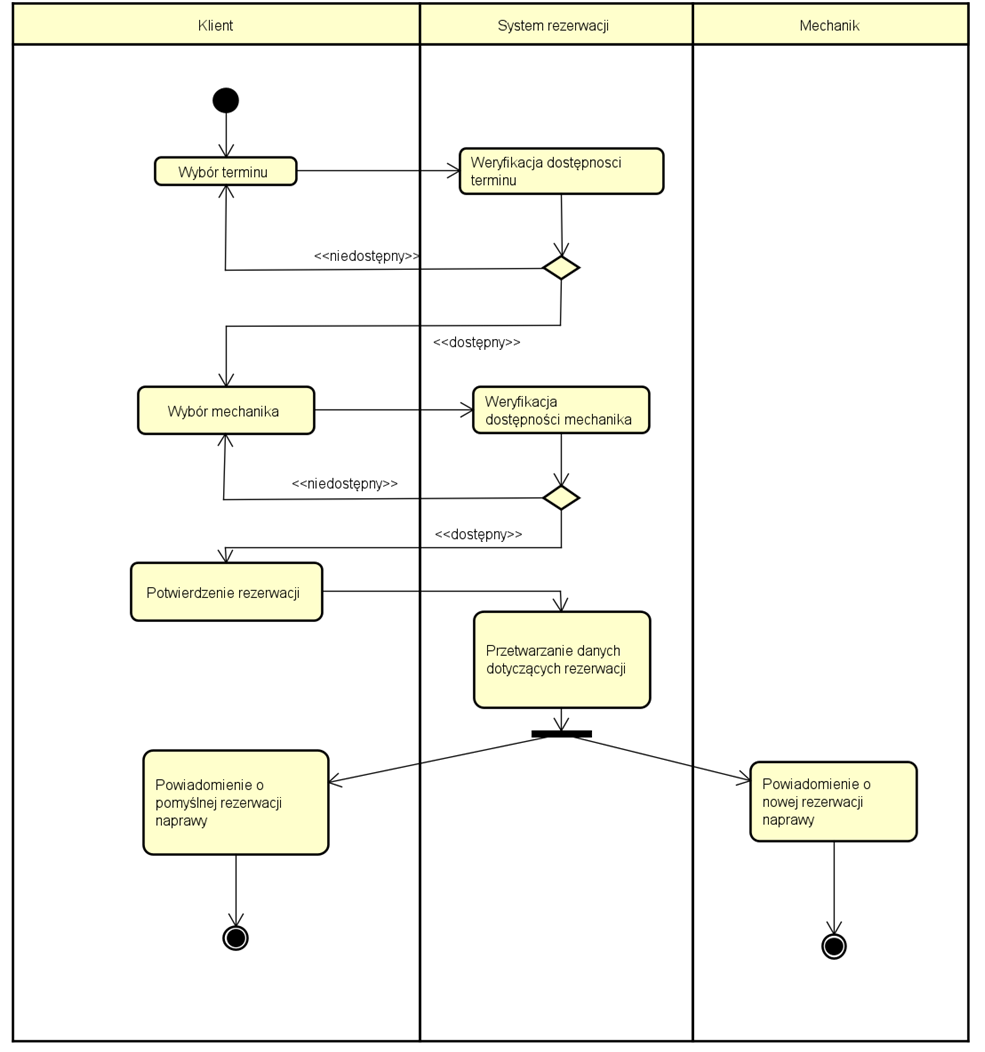 Klient
System rezerwacji
Mechanik
Wybór terminu
Weryfikacja dostępnosci
terminu
<<niedostępny>>
<<dostępny>>
Wybór mechanika
Weryfikacja
dostępności mechanika
<<niedostępny>>
<<dostępny>>
Potwierdzenie rezerwacji
Przetwarzanie danych
dotyczących rezerwacji
Powiadomienie o
pomyślnej rezerwacji
naprawy
Powiadomienie o
nowej rezerwacji
naprawy